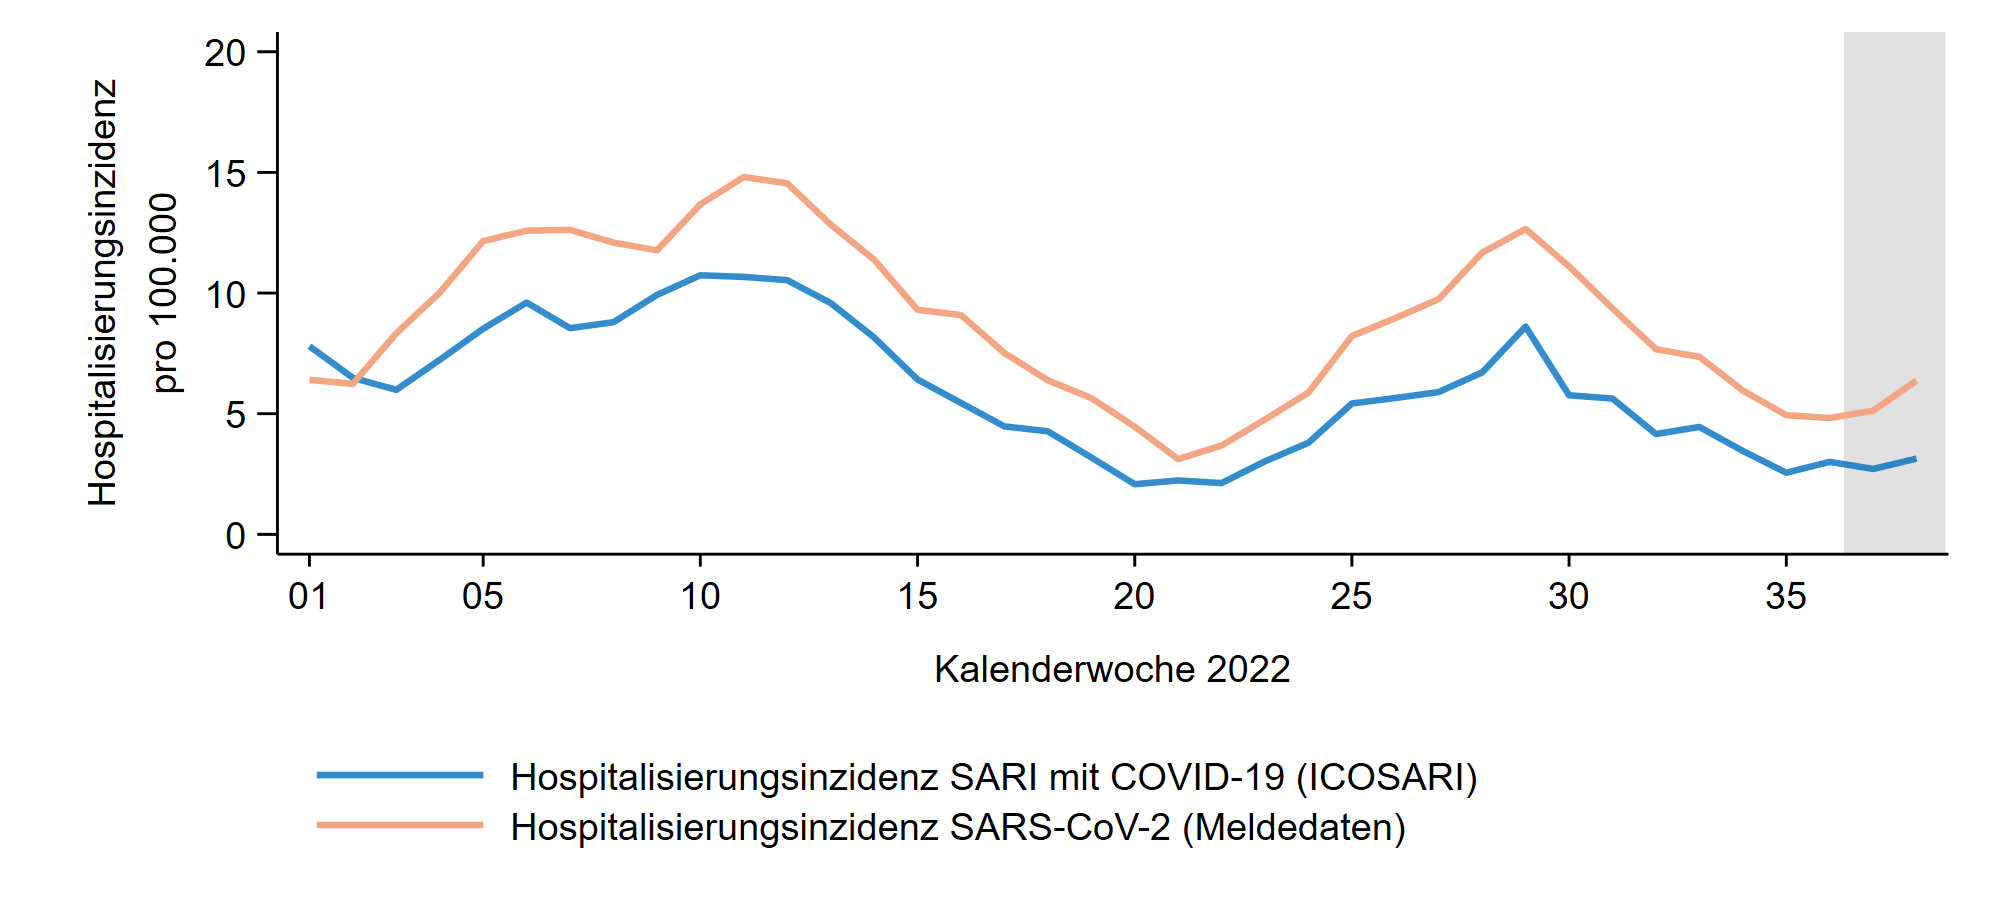 Hospitalisierungsinzidenz
pro 100.000
20
15
10
5
0
01 05 10 15 20 25 30 35
Kalenderwoche 2022
Hospitalisierungsinzidenz SARI mit COVID-19 (ICOSARI)
Hospitalisierungsinzidenz SARS-CoV-2 (Meldedaten)